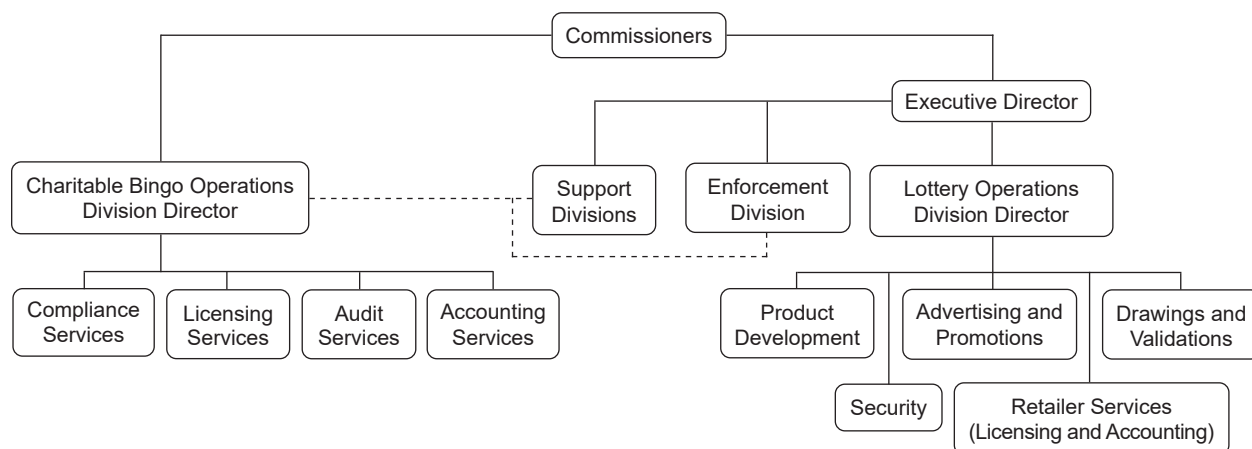 Commissioners
Executive Director
Charitable Bingo Operations
Division Director
Support
Divisions
Enforcement
Division
Lottery Operations
Division Director
Compliance
Services
Licensing
Services
Audit
Services
Accounting
Services
Product
Development
Advertising and
Promotions
Drawings and
Validations
Security
Retailer Services
(Licensing and Accounting)